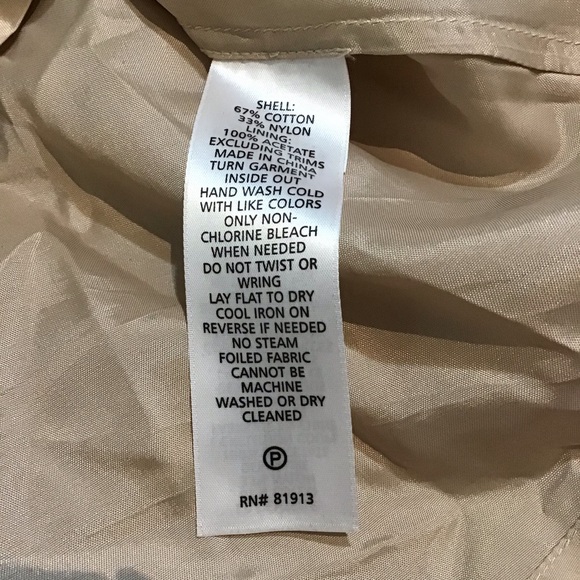 SHELL:
67% COTTON
33% NYLON
LINING:
100% ACETATE
EXCLUDING TRIMS
MADE IN CHINA
TURN GARMENT
INSIDE OUT
HAND WASH COLD
WITH LIKE COLORS
ONLY NON-
CHLORINE BLEACH
WHEN NEEDED
DO NOT TWIST OR
WRING
LAY FLAT TO DRY
COOL IRON ON
REVERSE IF NEEDED
NO STEAM
FOILED FABRIC
CANNOT BE
MACHINE
WASHED OR DRY
CLEANED
P
RN# 81913